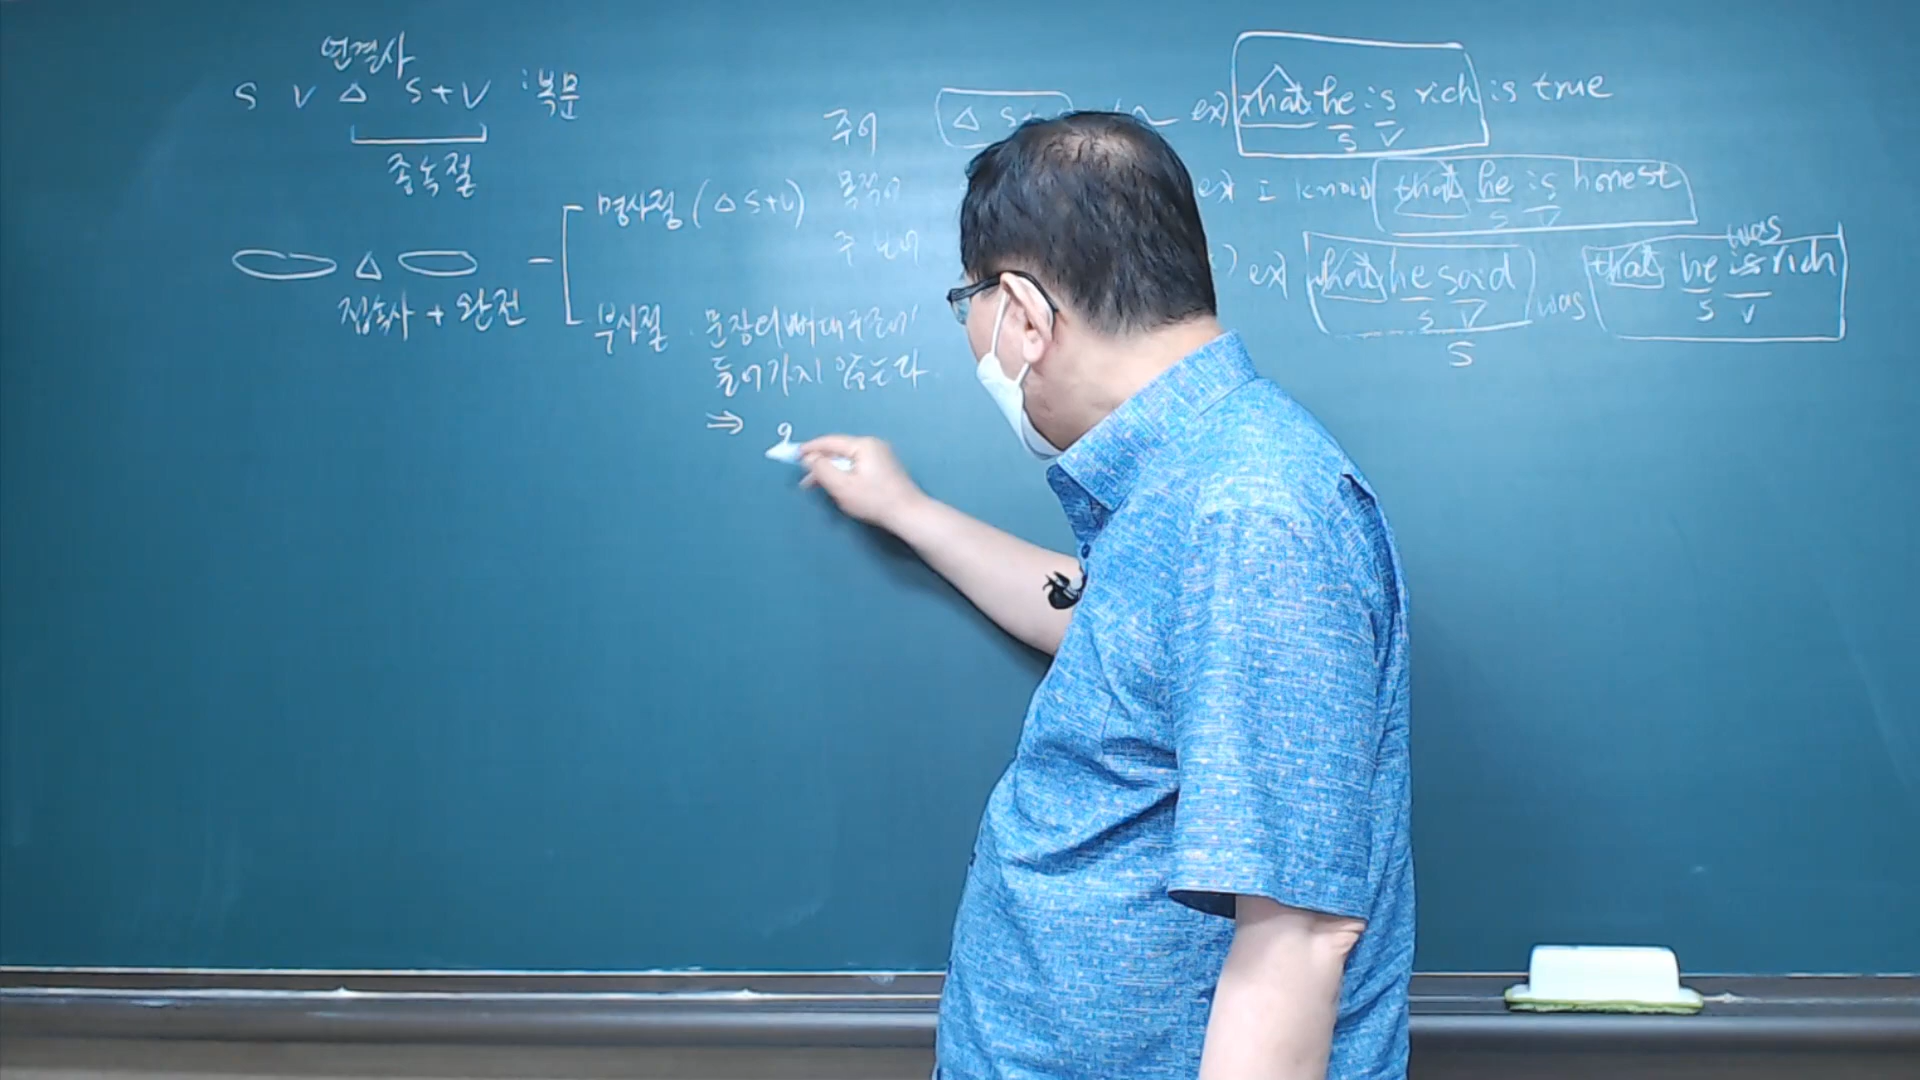 연결사
S V △ S+V : 복문
종속절
△
접속사 + 완전
명사절 (△ S+V)
부사절 . 문장의 뼈대 구조에
들어가지 않는다
⇒
주어 △ S ex) that he is rich is true
S V
목적어 ex) I know that he is honest
S V
주 보어 ex) that he said was that he is rich
was
S V S V
S